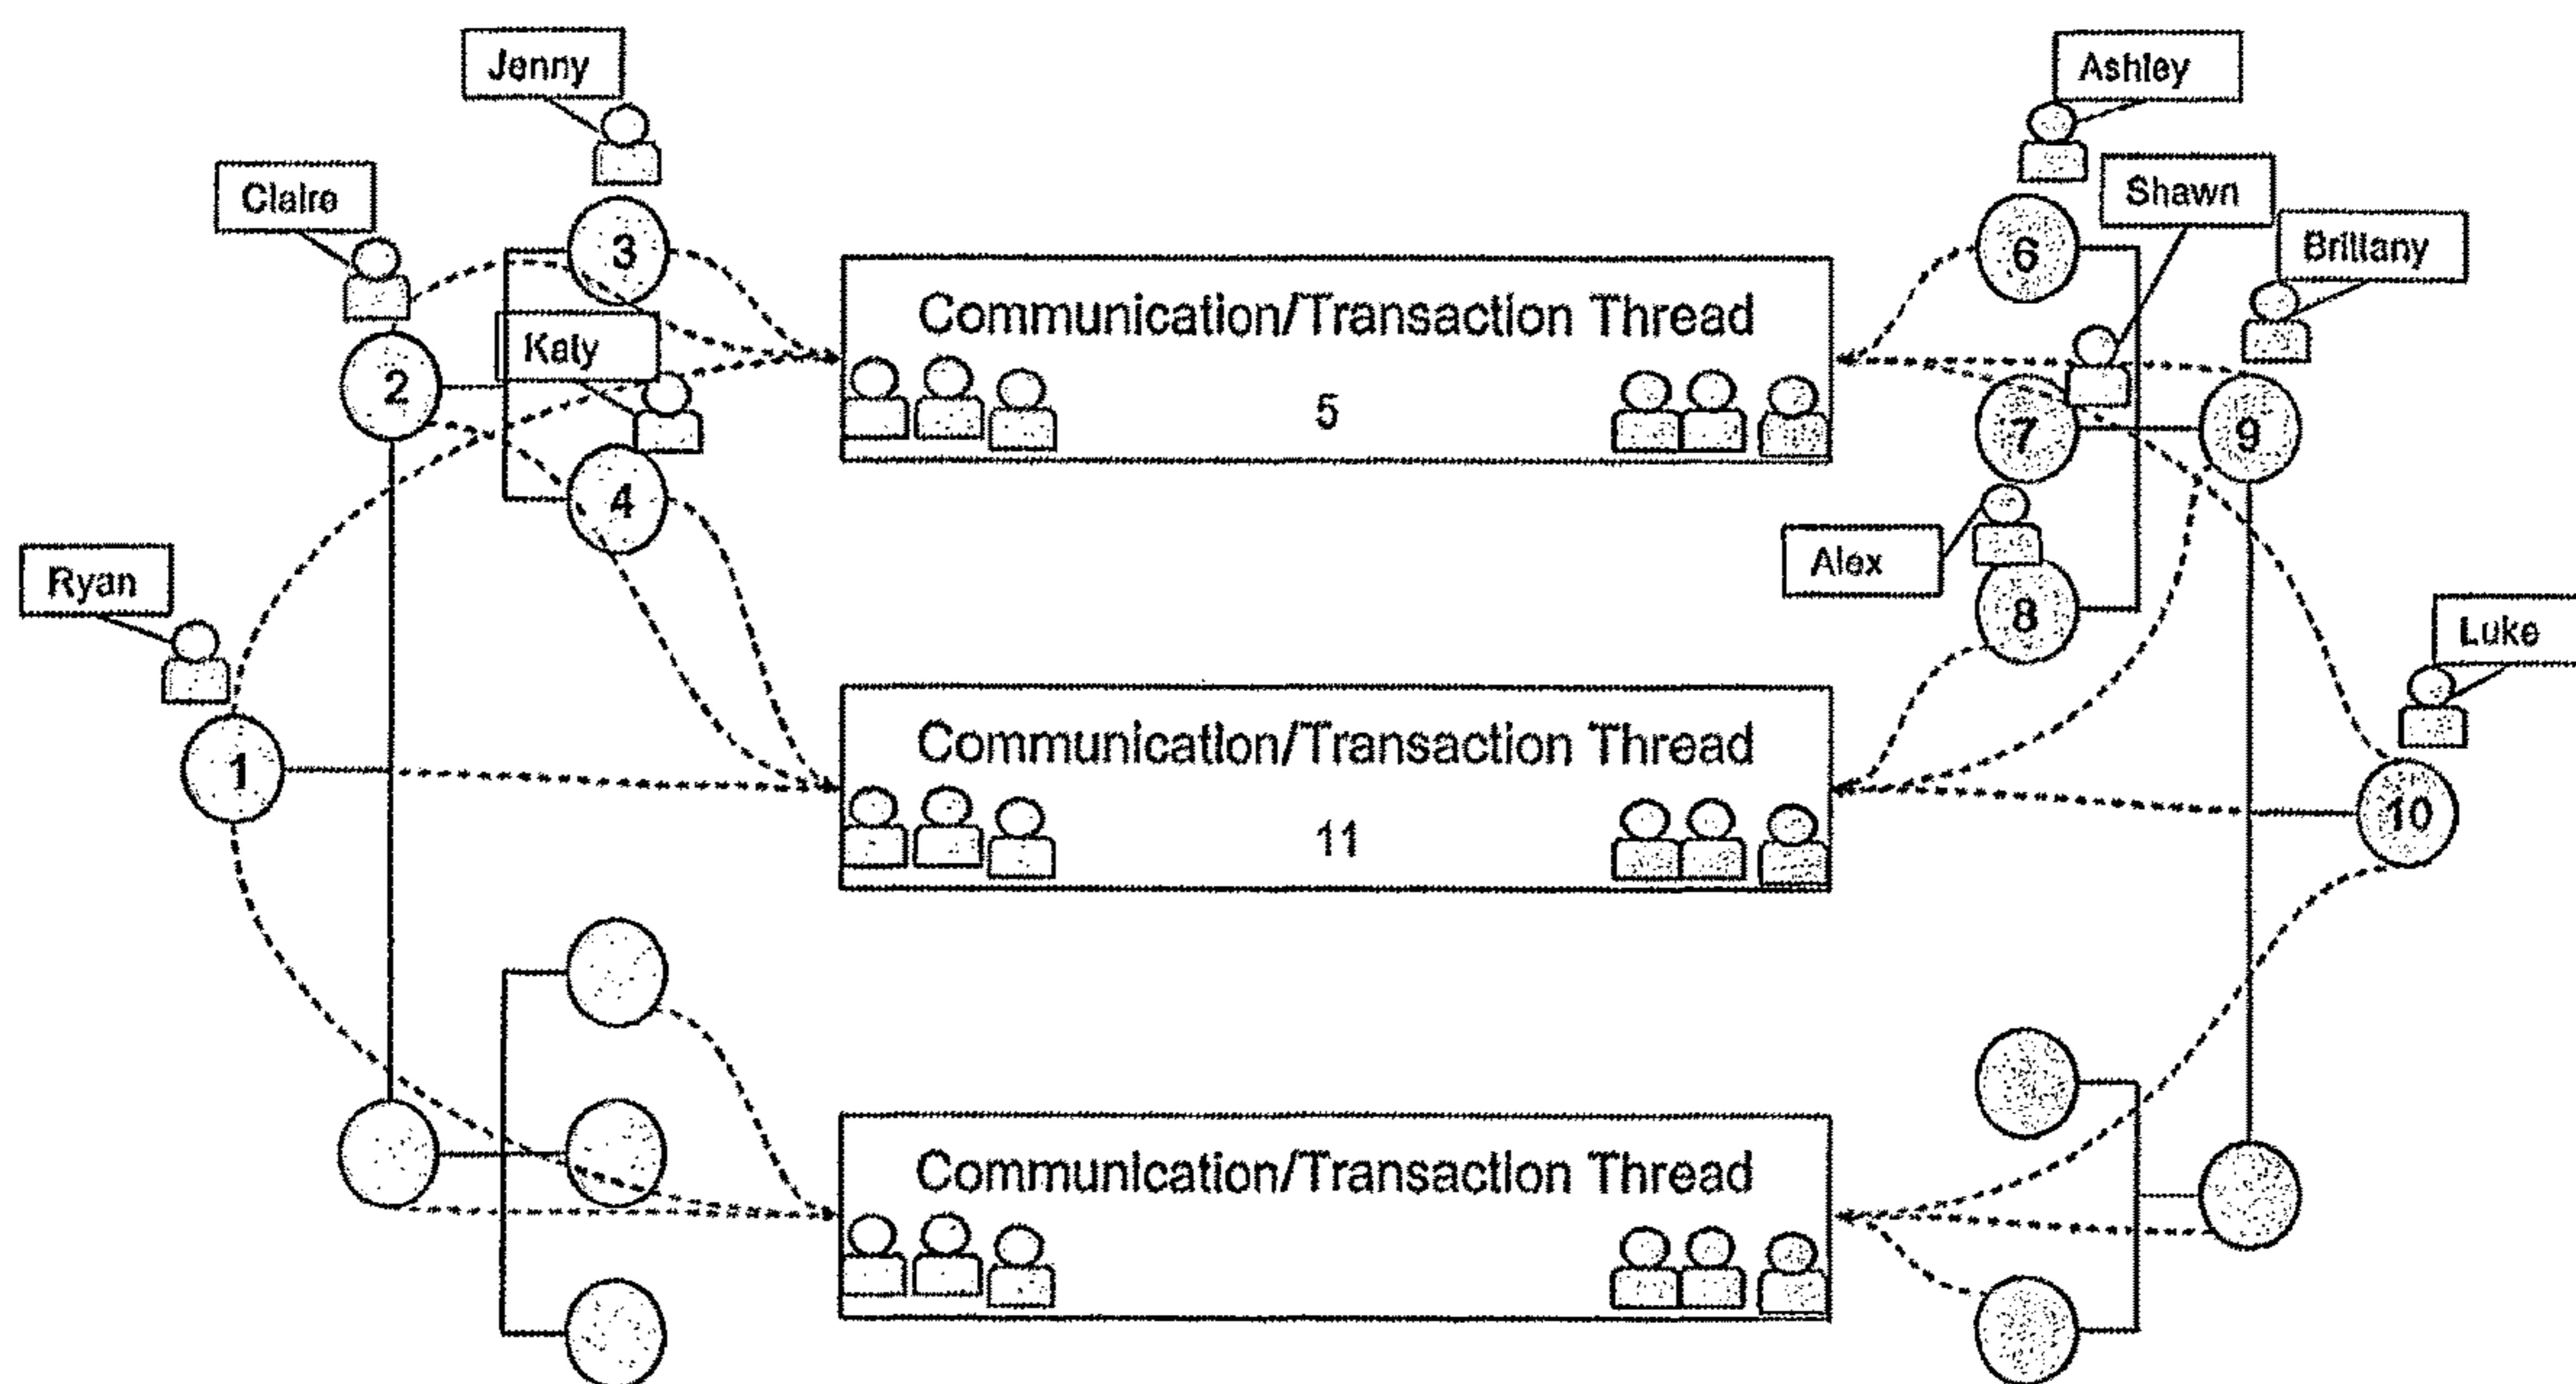 Jenny
Ashley
Claire
Shawn
Brittany
3
6
Communication/Transaction Thread
Katy
2
5
7
9
4
Ryan
Alex
8
Luke
1
Communication/Transaction Thread
10
11
Communication/Transaction Thread